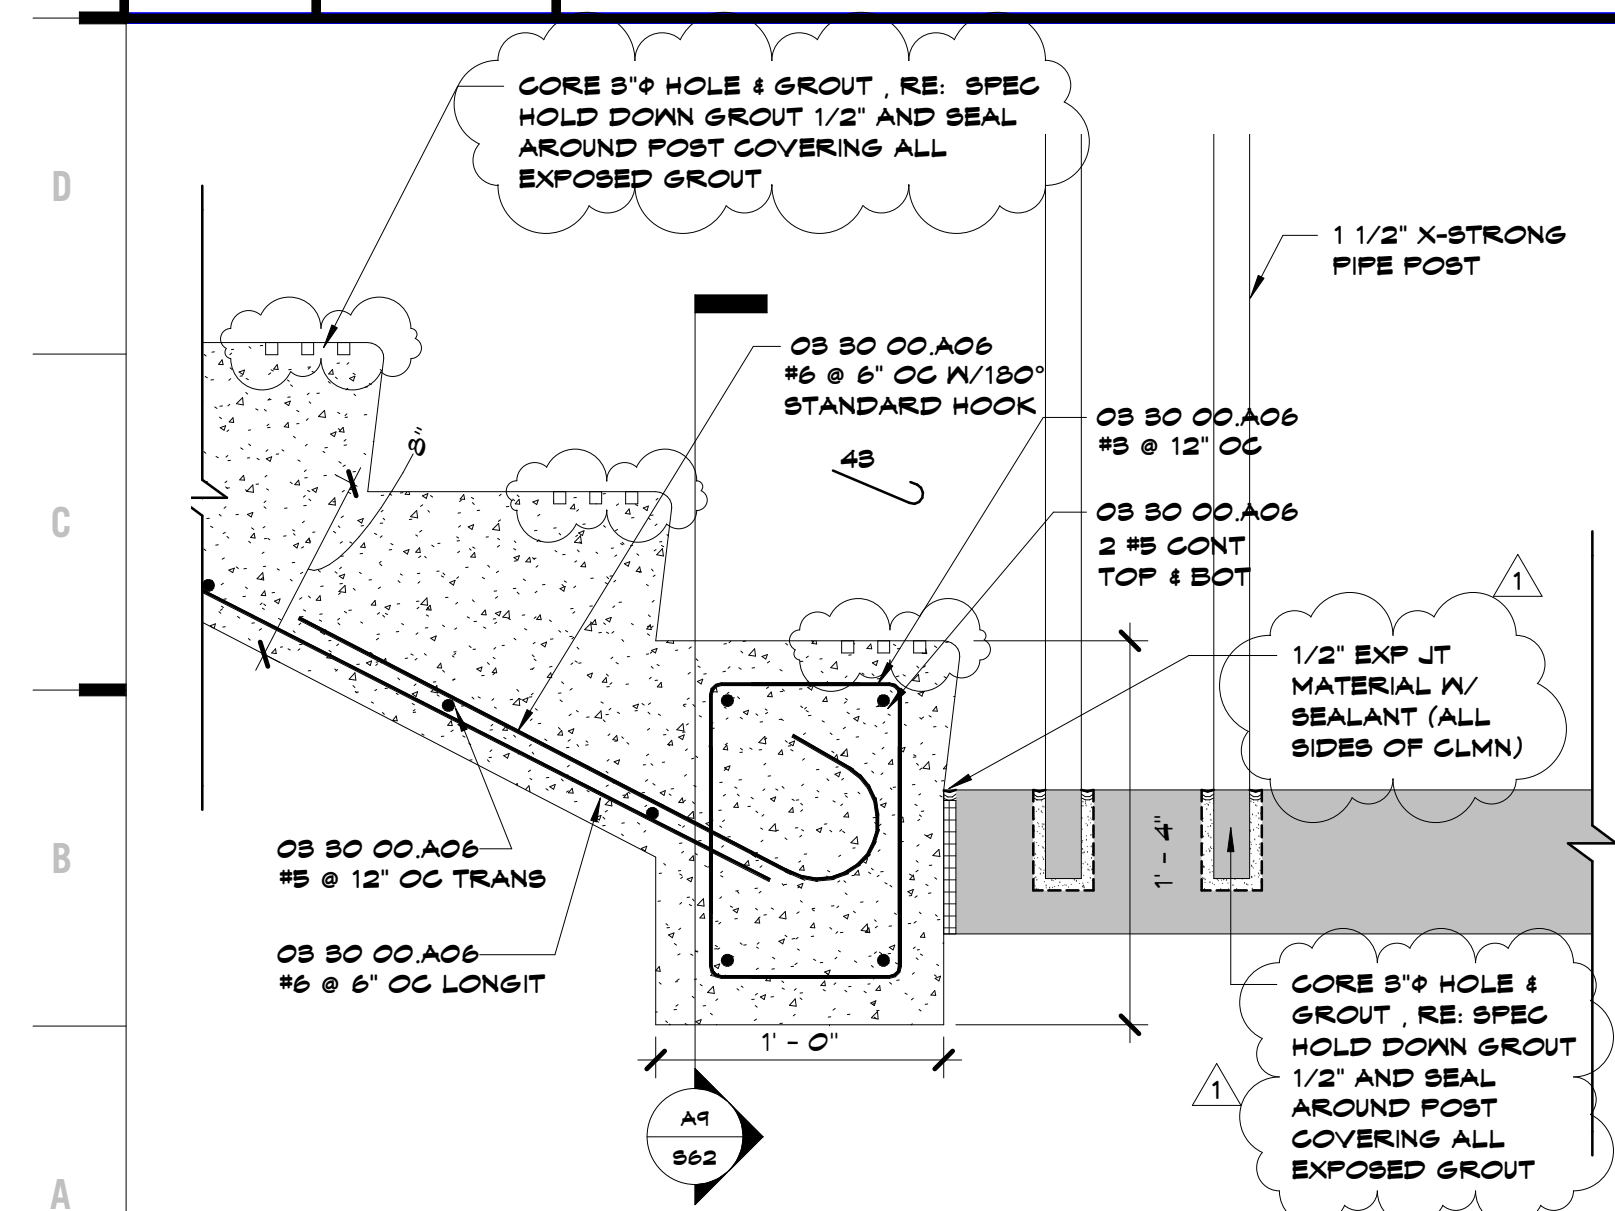 CORE 3"Φ HOLE & GROUT , RE: SPEC
HOLD DOWN GROUT 1/2" AND SEAL
AROUND POST COVERING ALL
EXPOSED GROUT
D
1 1/2" X-STRONG
PIPE POST
03 30 00.A06
#6 @ 6" OC W/180°
STANDARD HOOK
03 30 00.A06
#3 @ 12" OC
8"
43
C
03 30 00.A06
2 #5 CONT
TOP & BOT
1
1/2" EXP JT
MATERIAL W/
SEALANT (ALL
SIDES OF CLMN)
B
03 30 00.A06
#5 @ 12" OC TRANS
1' - 4"
03 30 00.A06
#6 @ 6" OC LONGIT
CORE 3"Φ HOLE &
GROUT , RE: SPEC
HOLD DOWN GROUT
1/2" AND SEAL
AROUND POST
COVERING ALL
EXPOSED GROUT
1' - 0"
1
A9
S62
A